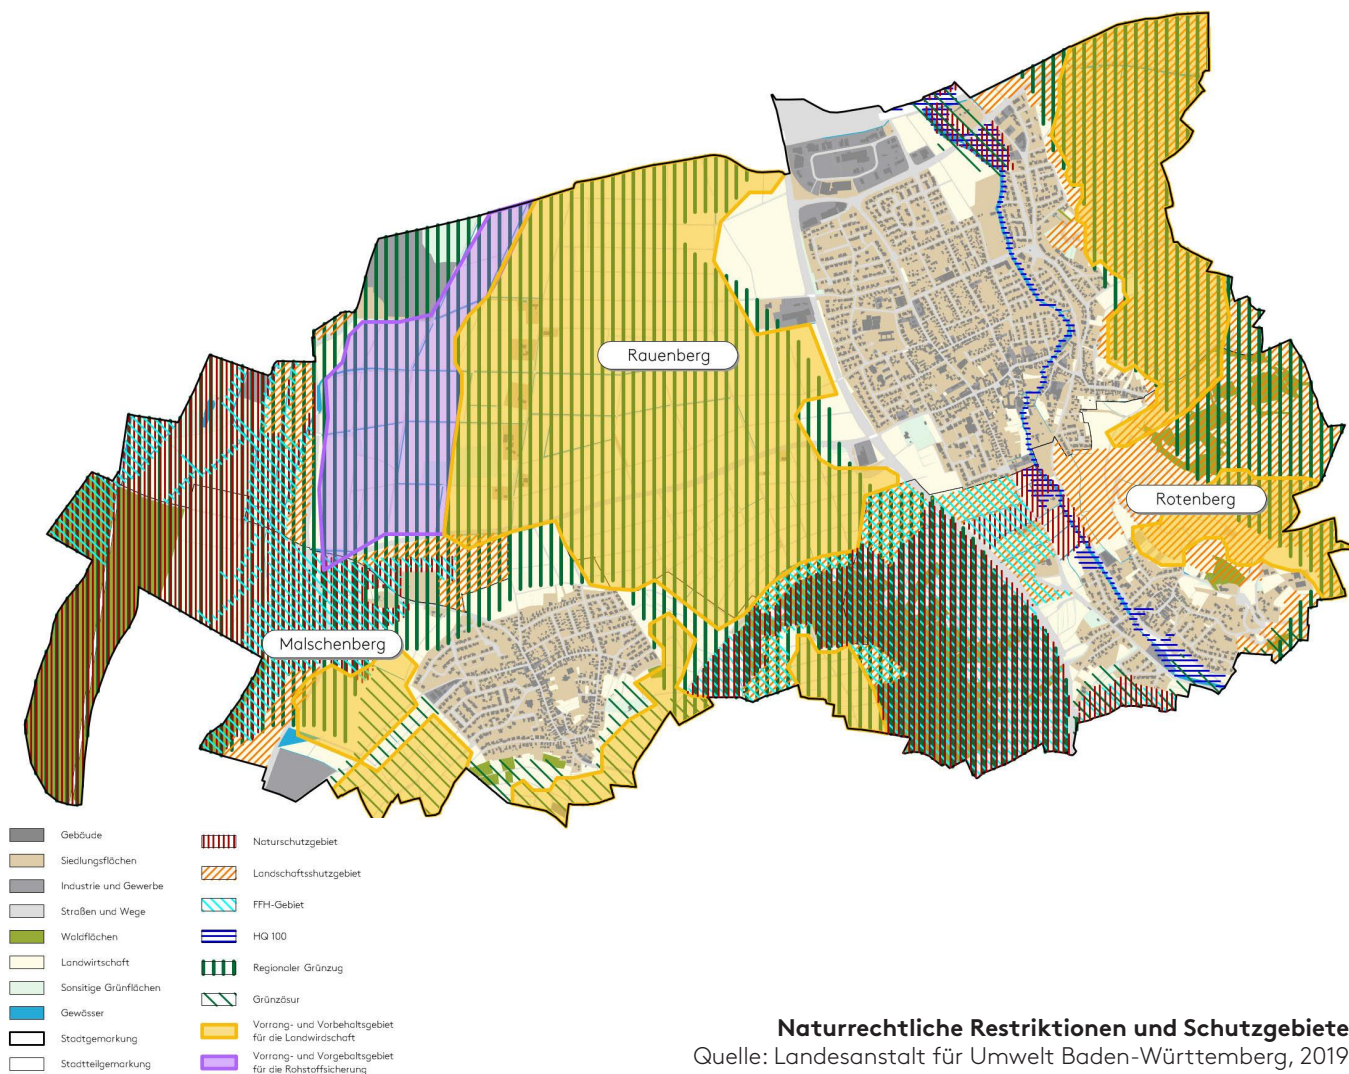 Rauenberg
Rotenberg
Malschenberg
Gebäude
Siedlungsflächen
Industrie und Gewerbe
Straßen und Wege
Waldflächen
Landwirtschaft
Sonsitige Grünflächen
Gewässer
Stadtgemarkung
Stadtteilgemarkung
Naturschutzgebiet
Landschaftsshutzgebiet
FFH-Gebiet
HQ 100
Regionaler Grünzug
Grünzäsur
Vorrang- und Vorbehaltsgebiet
für die Landwirdschaft
Vorrang- und Vorgebaltsgebiet
für die Rohstoffsicherung
Naturrechtliche Restriktionen und Schutzgebiete
Quelle: Landesanstalt für Umwelt Baden-Württemberg, 2019